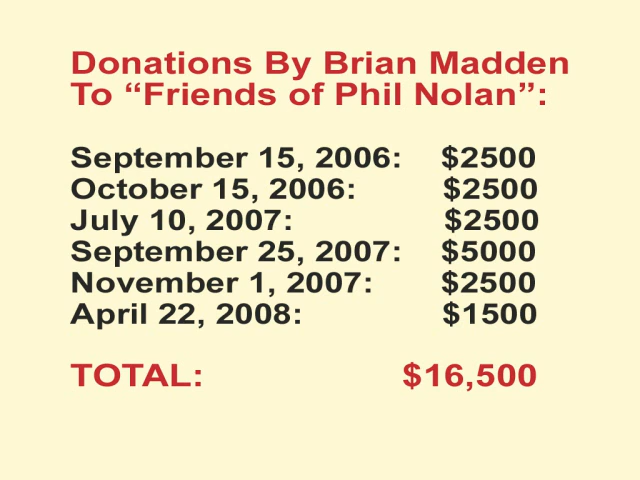 Donations By Brian Madden
To “Friends of Phil Nolan”:
September 15, 2006: $2500
October 15, 2006: $2500
July 10, 2007: $2500
September 25, 2007: $5000
November 1, 2007: $2500
April 22, 2008: $1500
TOTAL: $16,500